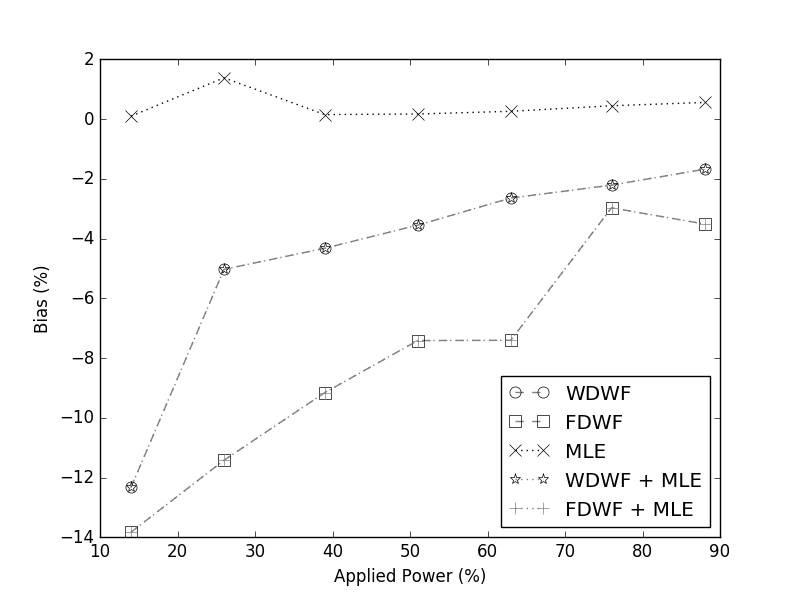 2
0
−2
−4
−6
−8
−10
−12
−14
Bias (%)
WDWF
FDWF
MLE
WDWF + MLE
FDWF + MLE
10 20 30 40 50 60 70 80 90
Applied Power (%)